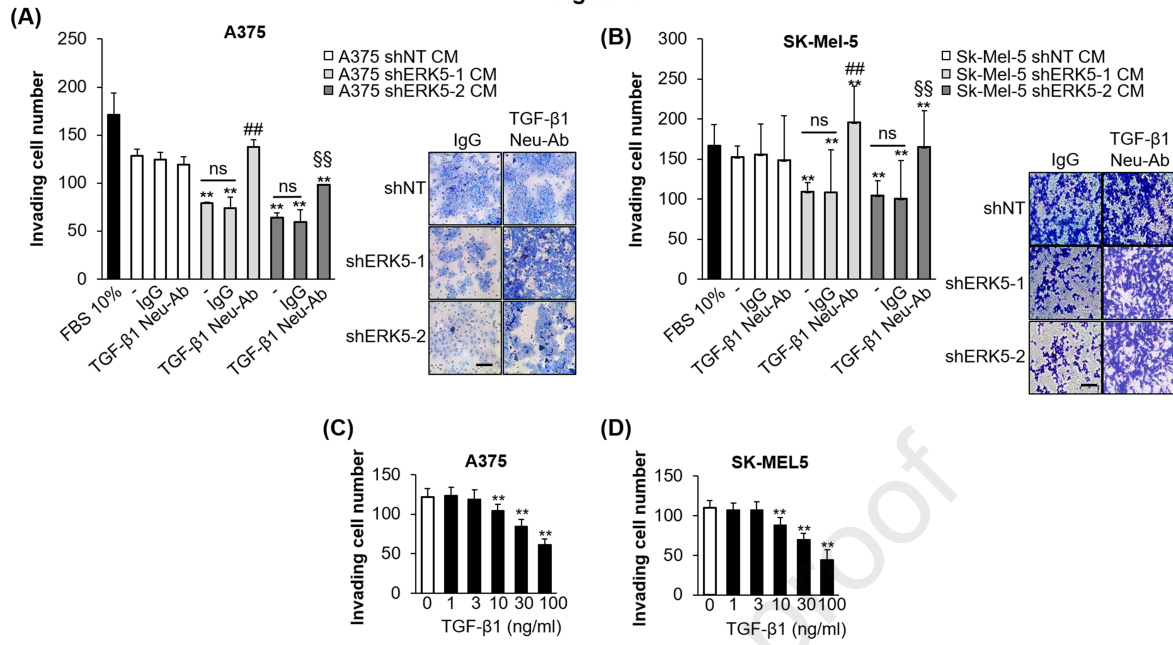 (A)
A375
Invading cell number
250
200
150
100
50
0
A375 shNT CM
A375 shERK5-1 CM
A375 shERK5-2 CM
** ns **
##
** ns **
§§
**
FBS 10%
-
IgG
TGF-β1 Neu-Ab
-
IgG
TGF-β1 Neu-Ab
-
IgG
TGF-β1 Neu-Ab
IgG
TGF-β1
Neu-Ab
shNT
shERK5-1
shERK5-2
(B)
SK-Mel-5
Invading cell number
300
250
200
150
100
50
0
Sk-Mel-5 shNT CM
Sk-Mel-5 shERK5-1 CM
Sk-Mel-5 shERK5-2 CM
** ns **
##
**
** ns **
§§
**
FBS 10%
-
IgG
TGF-β1 Neu-Ab
-
IgG
TGF-β1 Neu-Ab
-
IgG
TGF-β1 Neu-Ab
IgG
TGF-β1
Neu-Ab
shNT
shERK5-1
shERK5-2
(C)
A375
Invading cell number
150
100
50
0
** ** **
0 1 3 10 30 100
TGF-β1 (ng/ml)
(D)
SK-MEL5
Invading cell number
150
100
50
0
** ** **
0 1 3 10 30 100
TGF-β1 (ng/ml)
proof